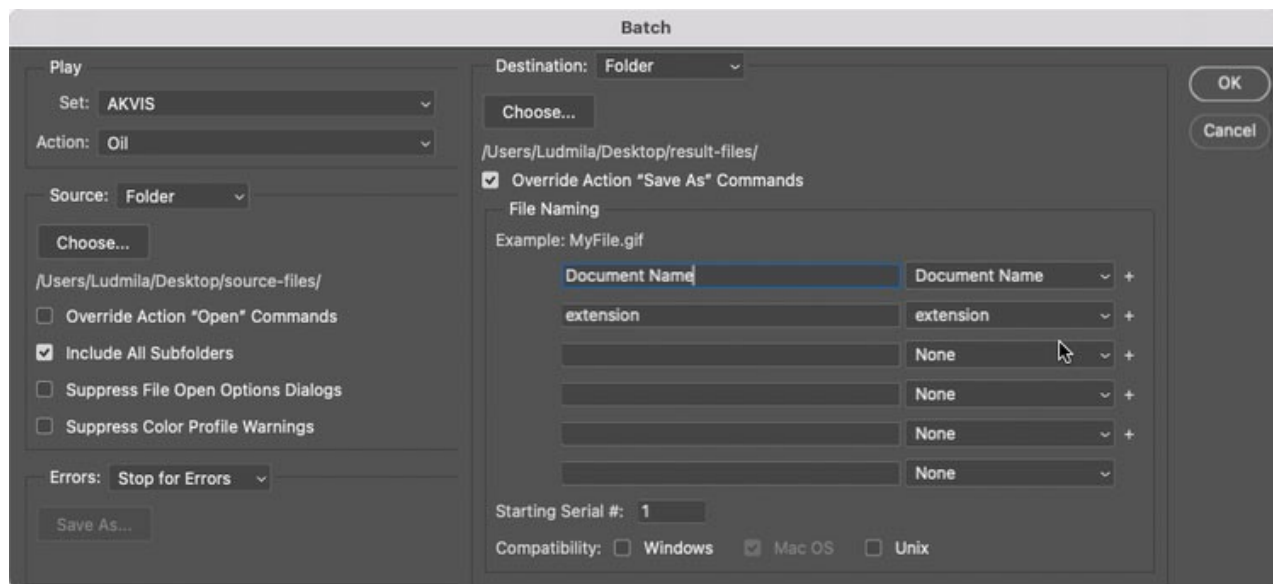 Batch
Play
Set: AKVIS
Action: Oil
Source: Folder
Choose...
/Users/Ludmila/Desktop/source-files/
Override Action "Open" Commands
Include All Subfolders
Suppress File Open Options Dialogs
Suppress Color Profile Warnings
Errors: Stop for Errors
Save As...
Destination: Folder
Choose...
/Users/Ludmila/Desktop/result-files/
Override Action "Save As" Commands
File Naming
Example: MyFile.gif
Document Name Document Name +
extension extension +
None +
None +
None +
None
Starting Serial #: 1
Compatibility: Windows Mac OS Unix
OK
Cancel